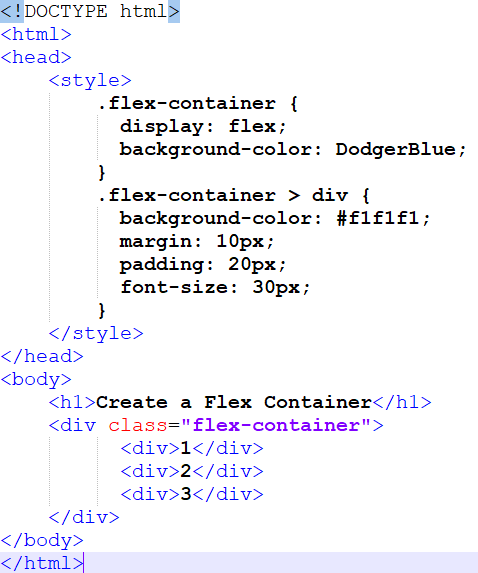 <!DOCTYPE html>
<html>
<head>
<style>
.flex-container {
display: flex;
background-color: DodgerBlue;
}
.flex-container > div {
background-color: #f1f1f1;
margin: 10px;
padding: 20px;
font-size: 30px;
}
</style>
</head>
<body>
<h1>Create a Flex Container</h1>
<div class="flex-container">
<div>1</div>
<div>2</div>
<div>3</div>
</div>
</body>
</html>